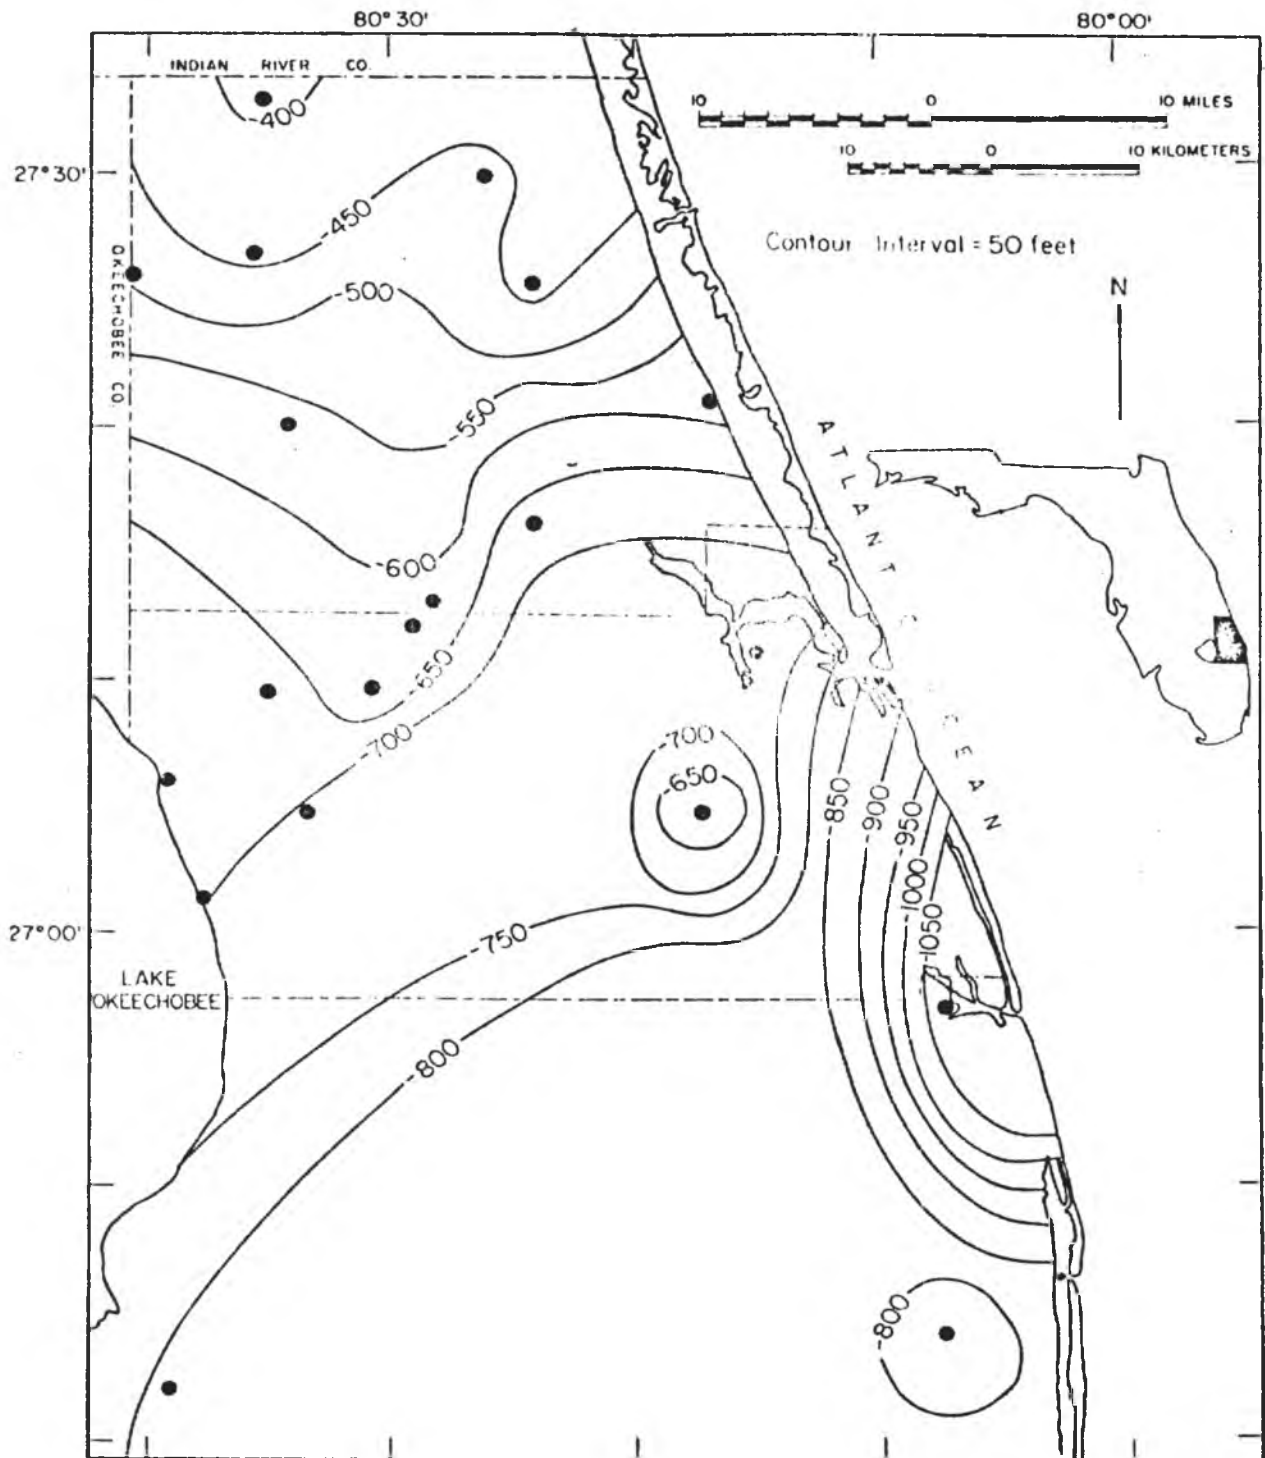 80°30'
80°00'
INDIAN RIVER CO.
-400
10 0 10 MILES
10 0 10 KILOMETERS
27°30'
-450
Contour Interval = 50 feet
OKEECHOBEE CO.
-500
N
-550
ATLANTIC OCEAN
-600
-650
-700
-700
-650
-850
-900
-950
-1000
-1050
27°00'
-750
LAKE
OKEECHOBEE
-800
-800